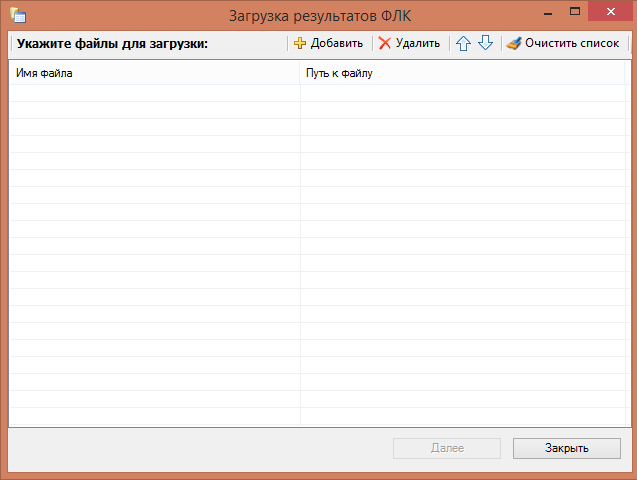 Загрузка результатов ФЛК
Укажите файлы для загрузки: Добавить Удалить Очистить список
Имя файла Путь к файлу
Далее Закрыть